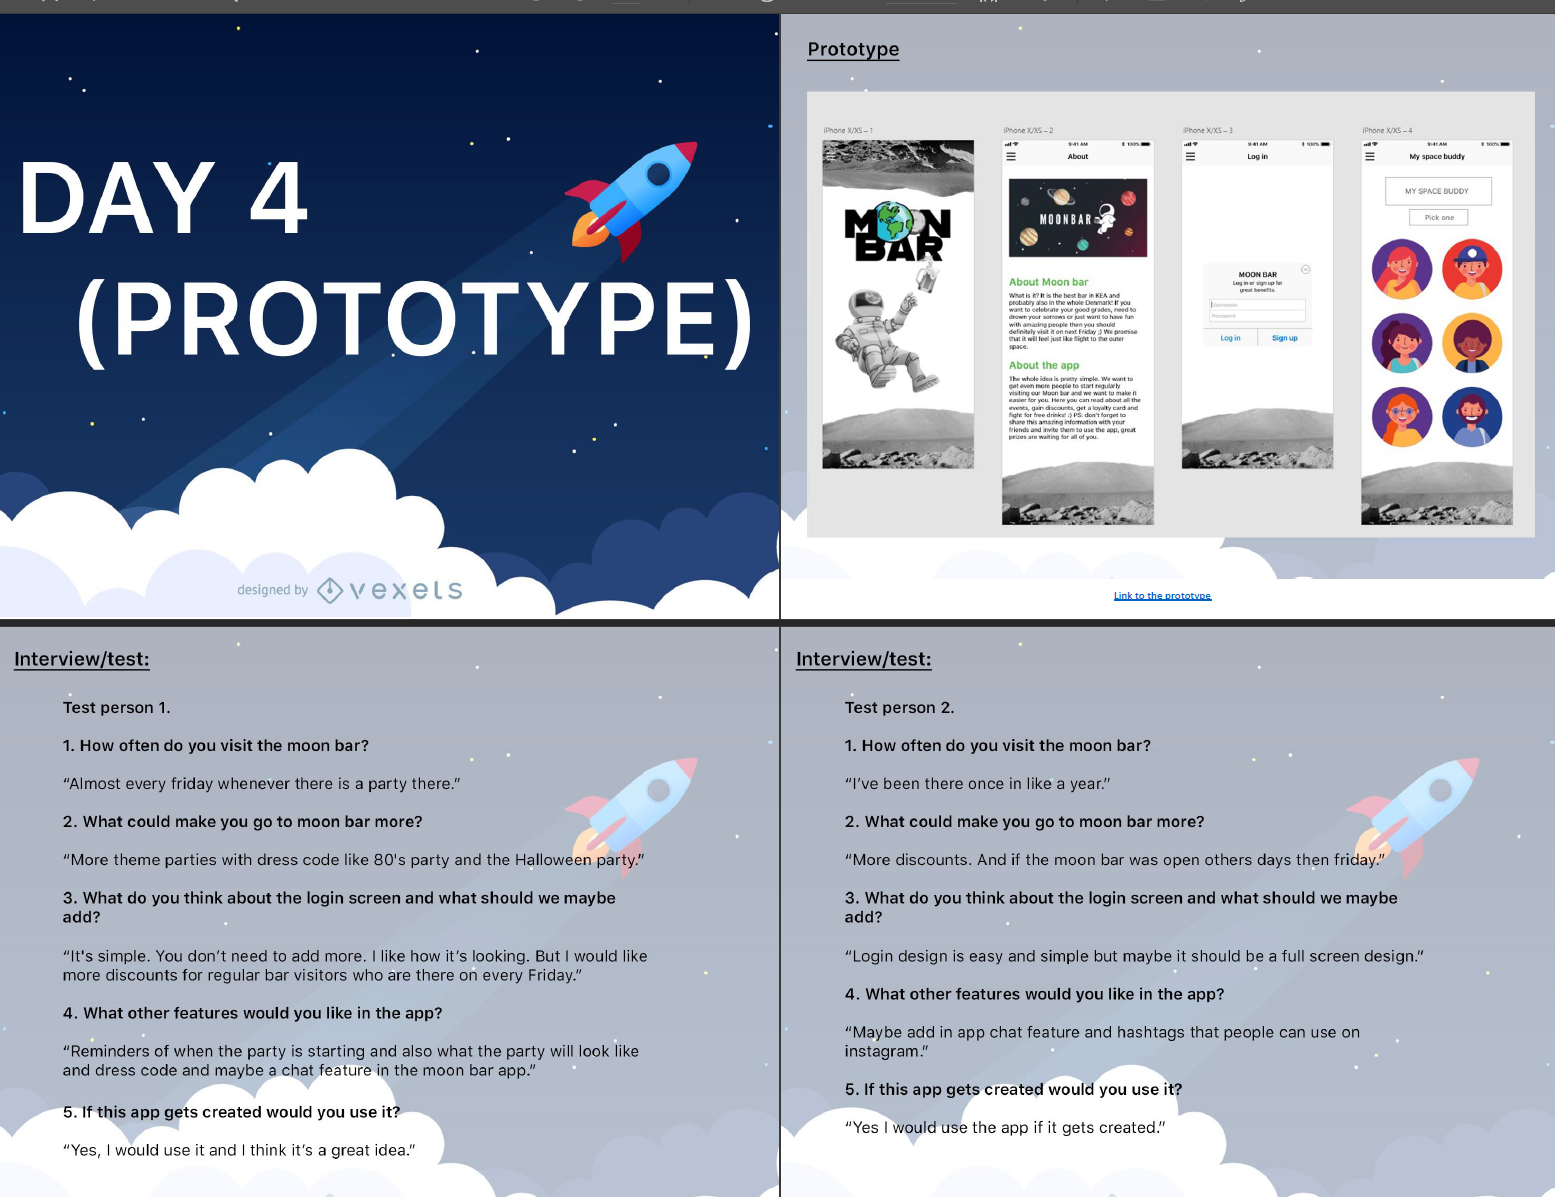 DAY 4
(PROTOTYPE)
designed by vexels
Prototype
iPhone X/XS – 1
MOON
BAR
iPhone X/XS – 2
9:41 AM
100%
About
MOONBAR
About Moon bar
What is it? It is the best bar in KEA and
probably also in the whole Denmark! If you
want to celebrate your good grades, need to
drown your sorrows or just want to have fun
with amazing people then you should
definitely visit it on next Friday ;) We promise
that it will feel just like flight to the outer
space.
About the app
The whole idea is pretty simple. We want to
get even more people to start regularly
visiting our Moon bar and we want to make it
easier for you. Here you can read about all the
events, gain discounts, get a loyalty card and
fight for free drinks! :) PS: don't forget to
share this amazing information with your
friends and invite them to use the app, great
prizes are waiting for all of you.
iPhone X/XS – 3
9:41 AM
100%
Log in
MOON BAR
Log in or sign up for
great benefits
Username
Password
Log in
Sign up
iPhone X/XS – 4
9:41 AM
100%
My space buddy
MY SPACE BUDDY
Pick one
Link to the prototype
Interview/test:
Test person 1.
1. How often do you visit the moon bar?
“Almost every friday whenever there is a party there.”
2. What could make you go to moon bar more?
“More theme parties with dress code like 80's party and the Halloween party.”
3. What do you think about the login screen and what should we maybe
add?
“It's simple. You don’t need to add more. I like how it’s looking. But I would like
more discounts for regular bar visitors who are there on every Friday.”
4. What other features would you like in the app?
“Reminders of when the party is starting and also what the party will look like
and dress code and maybe a chat feature in the moon bar app.”
5. If this app gets created would you use it?
“Yes, I would use it and I think it’s a great idea.”
Interview/test:
Test person 2.
1. How often do you visit the moon bar?
“I’ve been there once in like a year.”
2. What could make you go to moon bar more?
“More discounts. And if the moon bar was open others days then friday.”
3. What do you think about the login screen and what should we maybe
add?
“Login design is easy and simple but maybe it should be a full screen design.”
4. What other features would you like in the app?
“Maybe add in app chat feature and hashtags that people can use on
instagram.”
5. If this app gets created would you use it?
“Yes I would use the app if it gets created.”